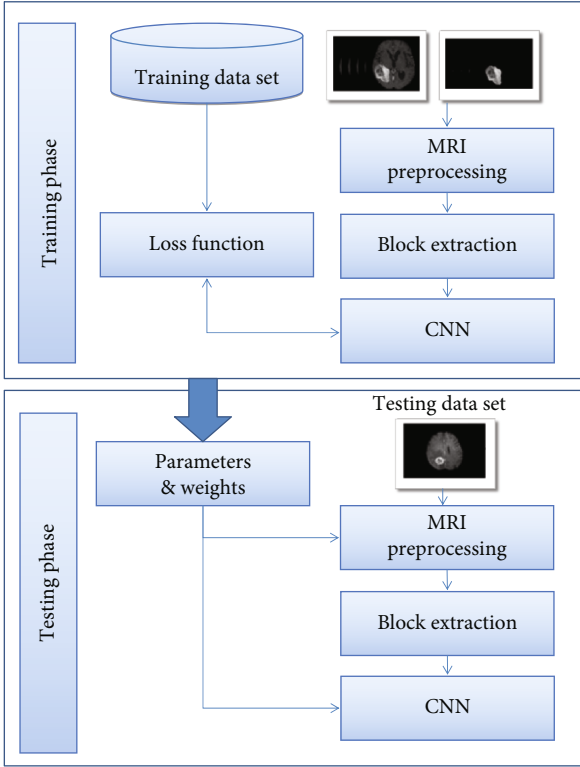 Training phase
Training data set
MRI
preprocessing
Loss function
Block extraction
CNN
Testing phase
Testing data set
Parameters
& weights
MRI
preprocessing
Block extraction
CNN